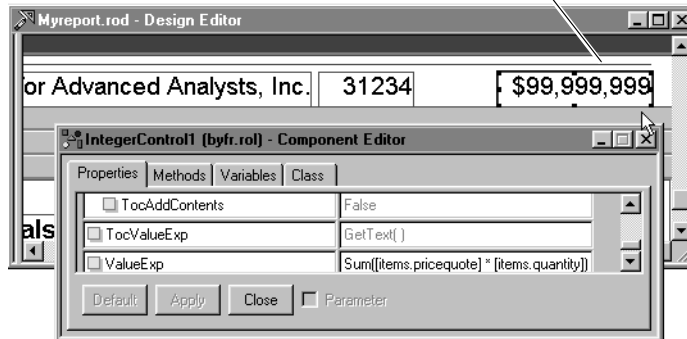 Myreport.rod - Design Editor
for Advanced Analysts, Inc. 31234 $99,999,999
IntegerControl1 (byfr.rol) - Component Editor
Properties Methods Variables Class
TocAddContents False
TocValueExp GetText( )
ValueExp Sum([items.pricequote] * [items.quantity])
als
Default Apply Close Parameter